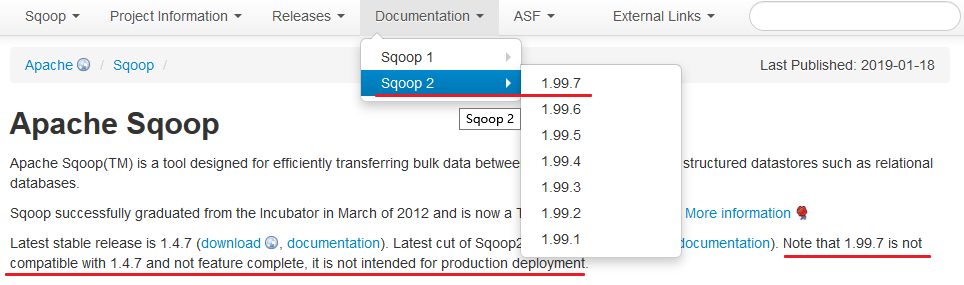 Sqoop Project Information Releases Documentation ASF External Links
Apache / Sqoop / Last Published: 2019-01-18
Sqoop 1
Sqoop 2
1.99.7
1.99.6
1.99.5
1.99.4
1.99.3
1.99.2
1.99.1
Sqoop 2
Apache Sqoop
Apache Sqoop(TM) is a tool designed for efficiently transferring bulk data betwee structured datastores such as relational
databases.
Sqoop successfully graduated from the Incubator in March of 2012 and is now a T More information
Latest stable release is 1.4.7 (download , documentation). Latest cut of Sqoop2 documentation). Note that 1.99.7 is not
compatible with 1.4.7 and not feature complete, it is not intended for production deployment.